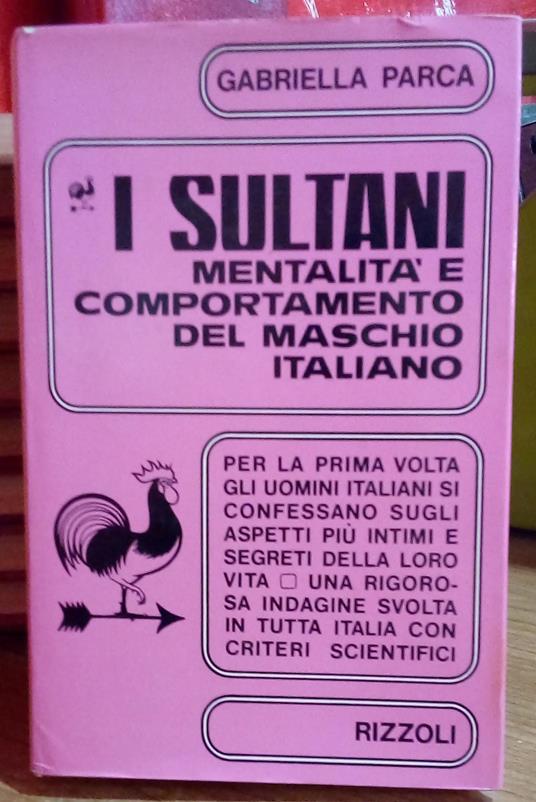 GABRIELLA PARCA
I SULTANI
MENTALITA' E
COMPORTAMENTO
DEL MASCHIO
ITALIANO
PER LA PRIMA VOLTA
GLI UOMINI ITALIANI SI
CONFESSANO SUGLI
ASPETTI PIÙ INTIMI E
SEGRETI DELLA LORO
VITA ▢ UNA RIGORO-
SA INDAGINE SVOLTA
IN TUTTA ITALIA CON
CRITERI SCIENTIFICI
RIZZOLI